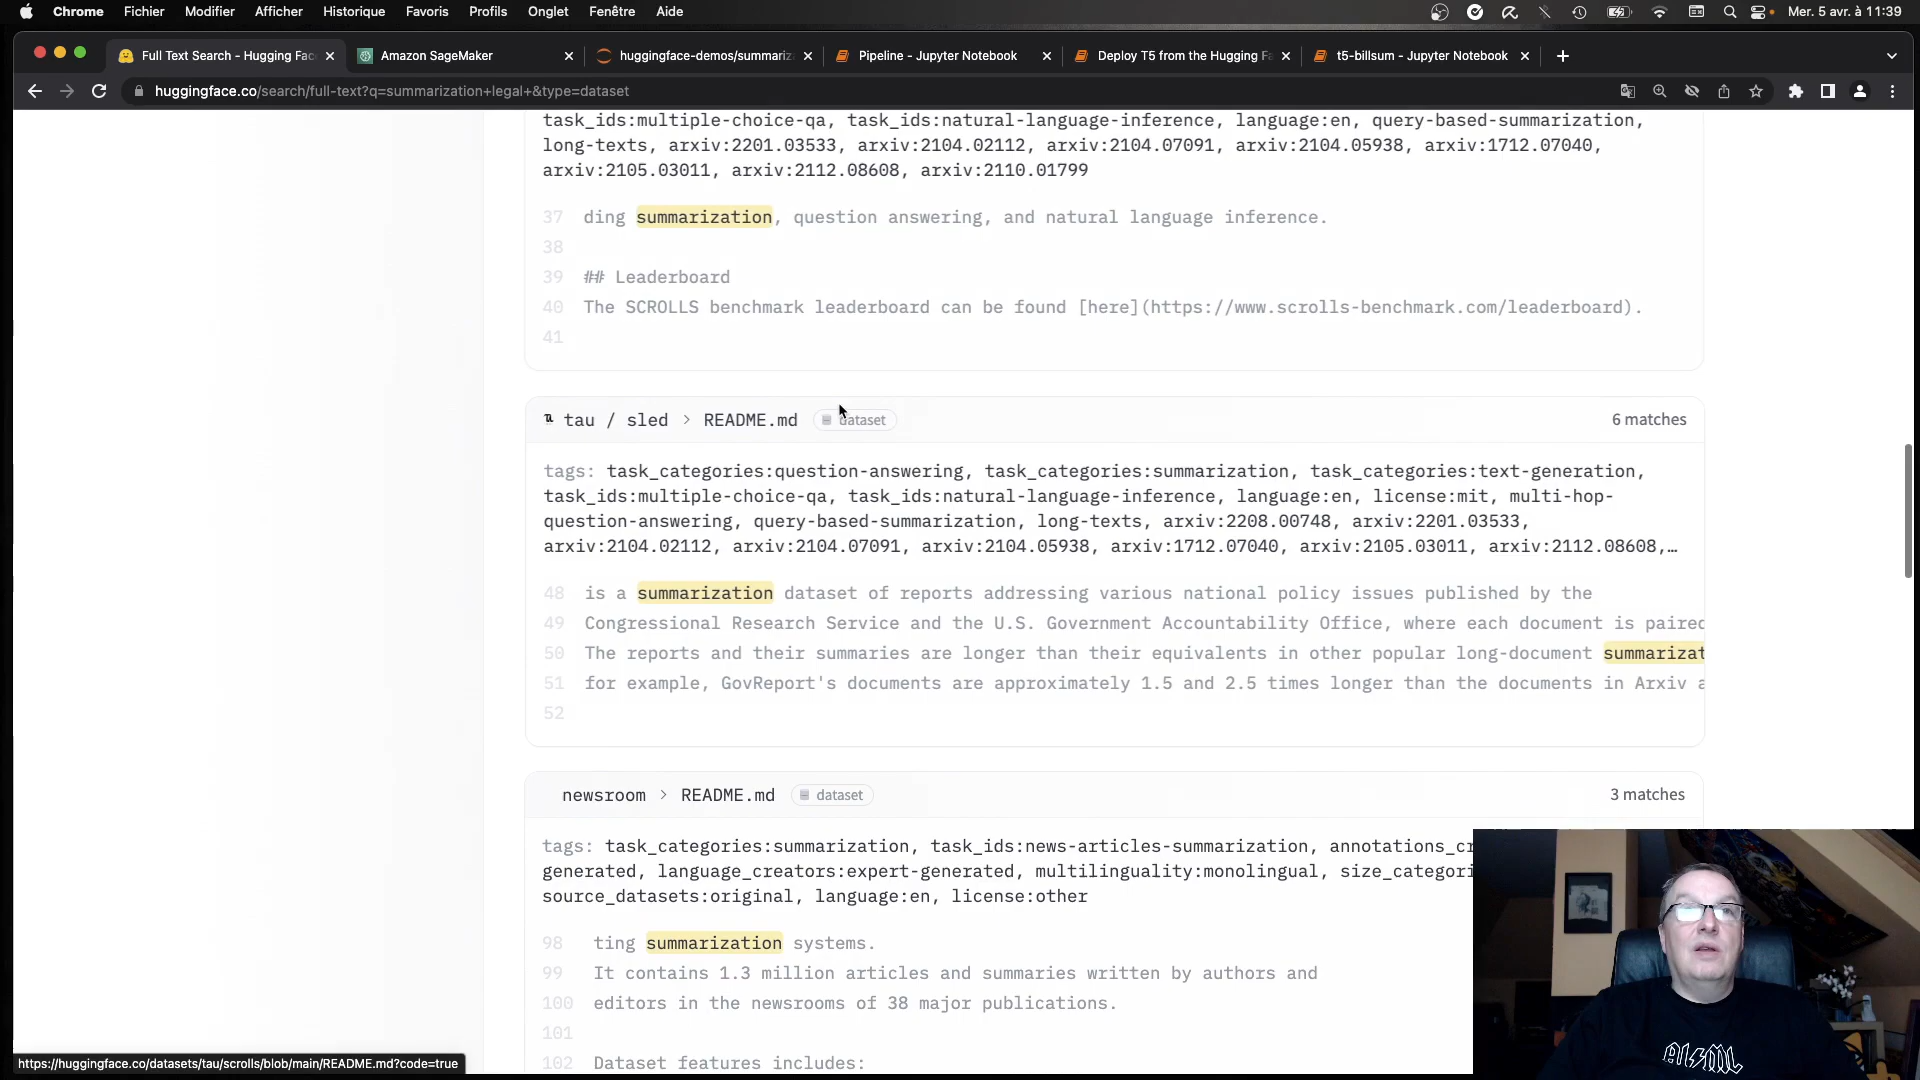 Chrome Fichier Modifier Afficher Historique Favoris Profils Onglet Fenêtre Aide Mer. 5 avr. à 11:39
Full Text Search - Hugging Fac Amazon SageMaker huggingface-demos/summariz Pipeline - Jupyter Notebook Deploy T5 from the Hugging F t5-billsum - Jupyter Notebook
huggingface.co/search/full-text?q=summarization+legal+&type=dataset
task_ids:multiple-choice-qa, task_ids:natural-language-inference, language:en, query-based-summarization,
long-texts, arxiv:2201.03533, arxiv:2104.02112, arxiv:2104.07091, arxiv:2104.05938, arxiv:1712.07040,
arxiv:2105.03011, arxiv:2112.08608, arxiv:2110.01799
37 ding summarization, question answering, and natural language inference.
38
39 ## Leaderboard
40 The SCROLLS benchmark leaderboard can be found [here](https://www.scrolls-benchmark.com/leaderboard).
41
tau / sled > README.md dataset 6 matches
tags: task_categories:question-answering, task_categories:summarization, task_categories:text-generation,
task_ids:multiple-choice-qa, task_ids:natural-language-inference, language:en, license:mit, multi-hop-
question-answering, query-based-summarization, long-texts, arxiv:2208.00748, arxiv:2201.03533,
arxiv:2104.02112, arxiv:2104.07091, arxiv:2104.05938, arxiv:1712.07040, arxiv:2105.03011, arxiv:2112.08608,…
48 is a summarization dataset of reports addressing various national policy issues published by the
49 Congressional Research Service and the U.S. Government Accountability Office, where each document is paired
50 The reports and their summaries are longer than their equivalents in other popular long-document summarizat
51 for example, GovReport's documents are approximately 1.5 and 2.5 times longer than the documents in Arxiv a
52
newsroom > README.md dataset 3 matches
tags: task_categories:summarization, task_ids:news-articles-summarization, annotations_cr
generated, language_creators:expert-generated, multilinguality:monolingual, size_categori
source_datasets:original, language:en, license:other
98 ting summarization systems.
99 It contains 1.3 million articles and summaries written by authors and
100 editors in the newsrooms of 38 major publications.
101
102 Dataset features includes:
https://huggingface.co/datasets/tau/scrolls/blob/main/README.md?code=true
AI/ML